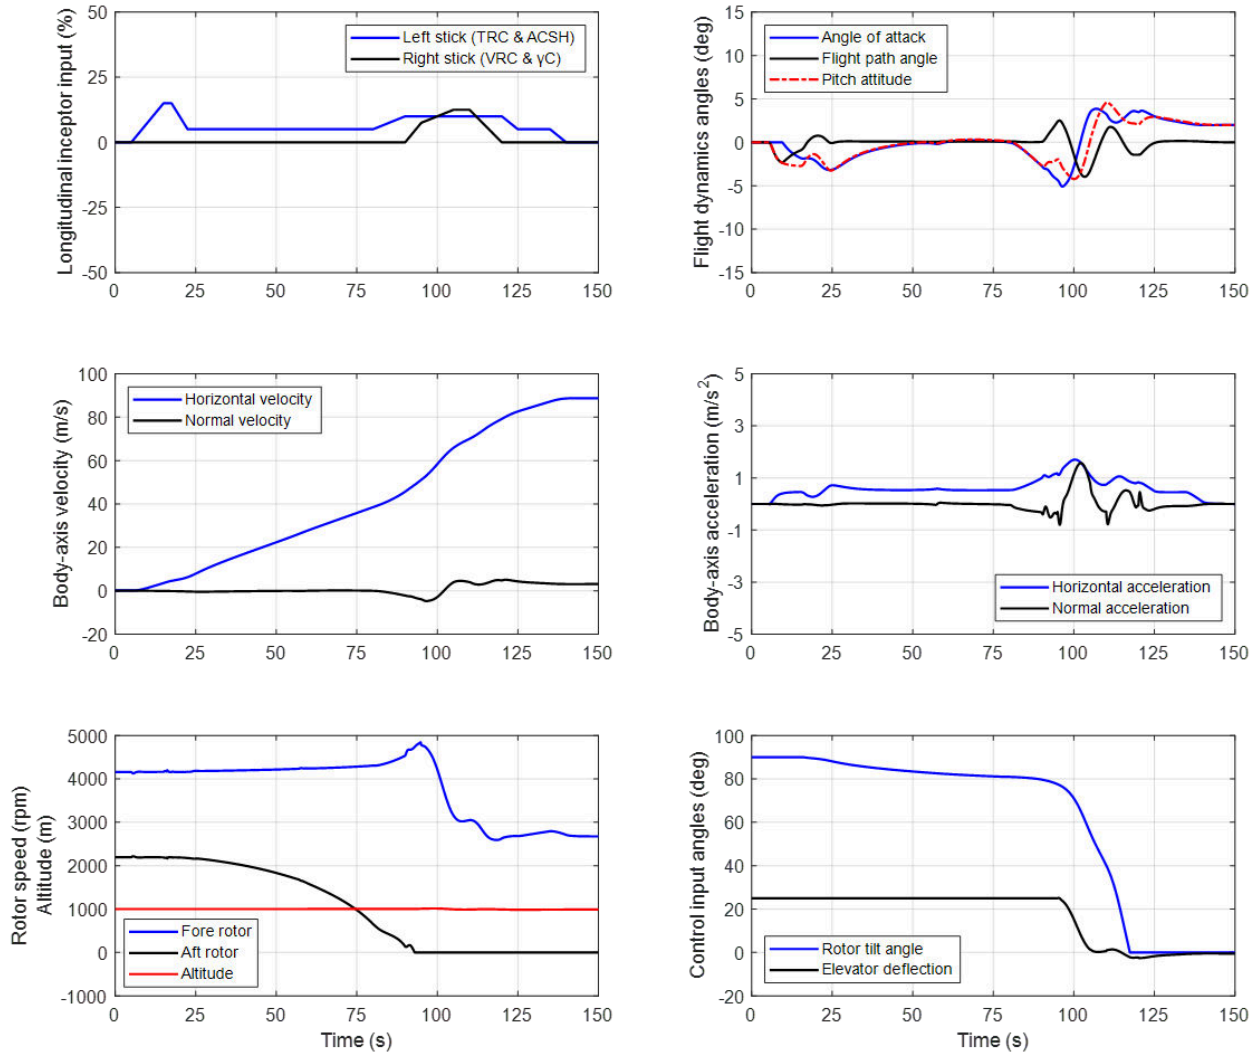 Longitudinal inceptor input (%)
50
25
0
-25
-50
Left stick (TRC & ACSH)
Right stick (VRC & γC)
0 25 50 75 100 125 150
Flight dynamics angles (deg)
15
10
5
0
-5
-10
-15
Angle of attack
Flight path angle
Pitch attitude
0 25 50 75 100 125 150
Body-axis velocity (m/s)
100
80
60
40
20
0
-20
Horizontal velocity
Normal velocity
0 25 50 75 100 125 150
Body-axis acceleration (m/s²)
5
3
1
-1
-3
-5
Horizontal acceleration
Normal acceleration
0 25 50 75 100 125 150
Rotor speed (rpm)
Altitude (m)
5000
4000
3000
2000
1000
0
-1000
Fore rotor
Aft rotor
Altitude
0 25 50 75 100 125 150
Time (s)
Control input angles (deg)
100
80
60
40
20
0
-20
Rotor tilt angle
Elevator deflection
0 25 50 75 100 125 150
Time (s)